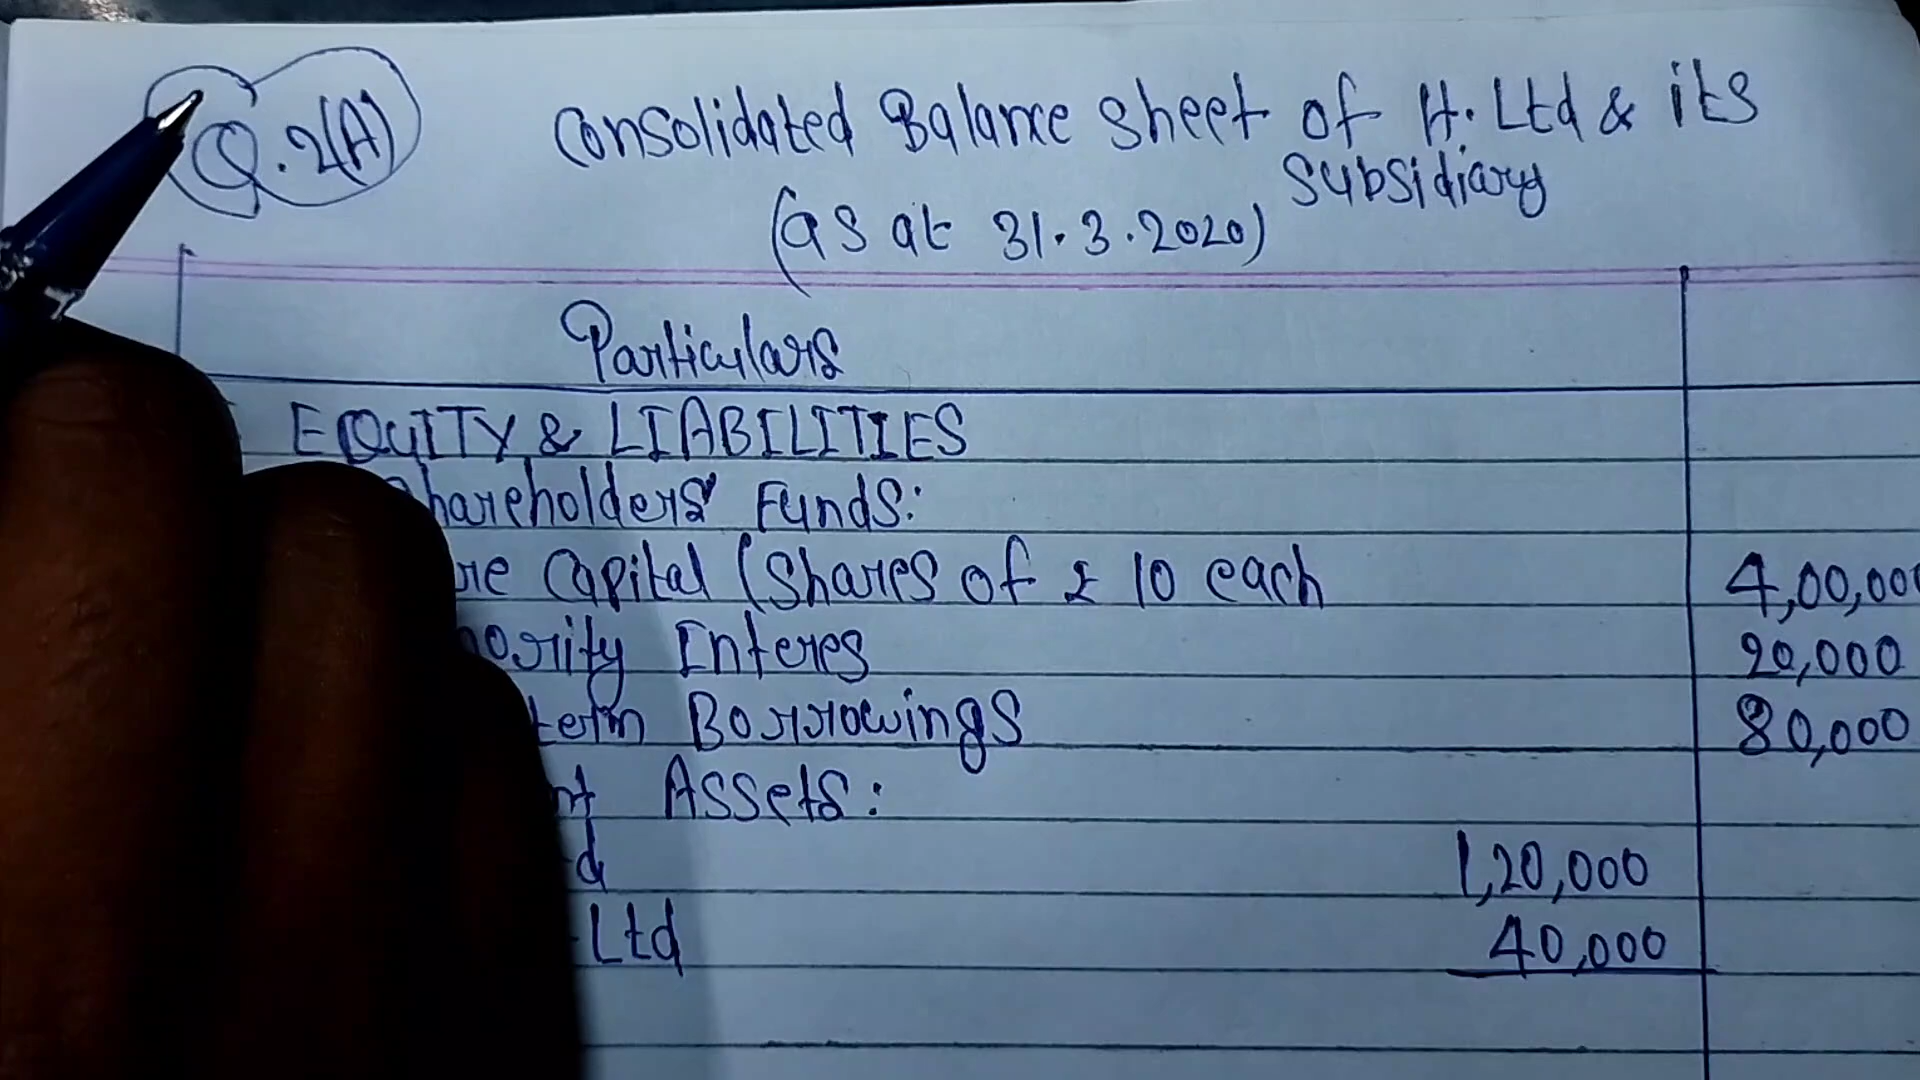 Q.2(A)
Consolidated Balance Sheet of H.Ltd & its
Subsidiary
(as at 31.3.2020)
Particulars
EQUITY & LIABILITIES
hareholders' Funds:
re Capital (Shares of ₹ 10 each 4,00,000
nority Interes 20,000
term Borrowings 80,000
nt Assets:
d 1,20,000
Ltd 40,000